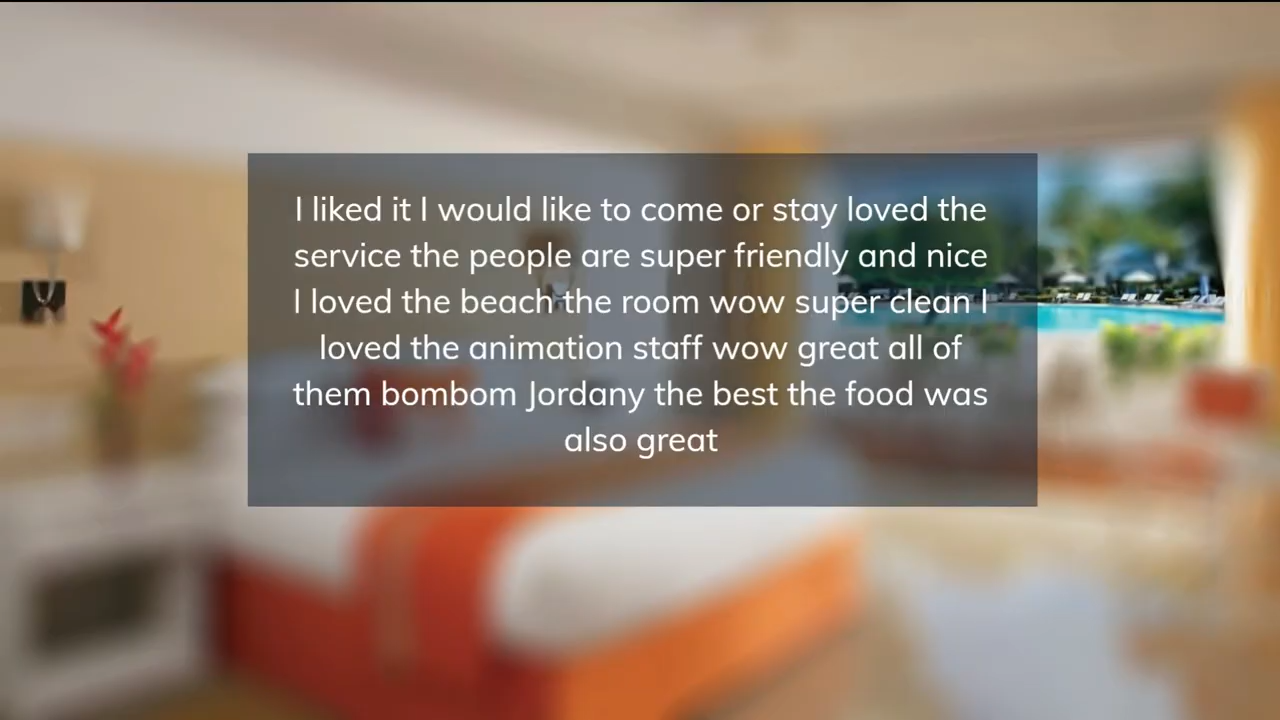 I liked it I would like to come or stay loved the
service the people are super friendly and nice
I loved the beach the room wow super clean I
loved the animation staff wow great all of
them bombom Jordany the best the food was
also great